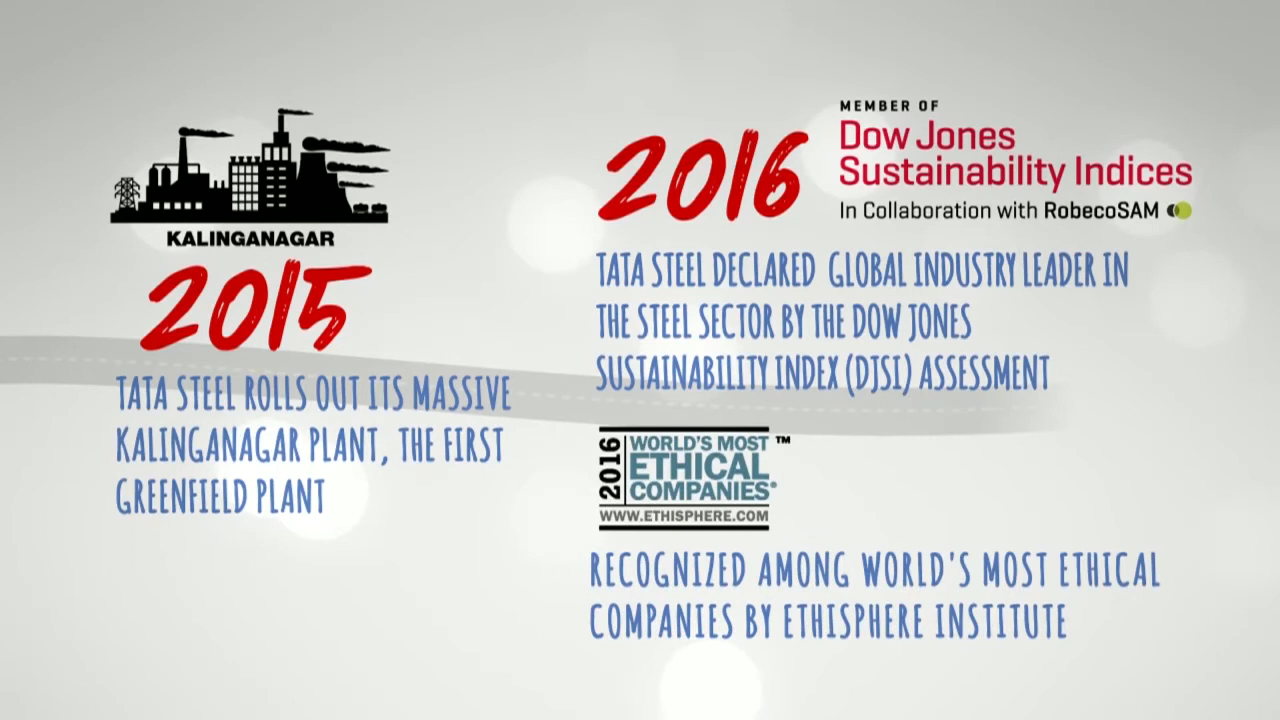 KALINGANAGAR
2015
TATA STEEL ROLLS OUT ITS MASSIVE
KALINGANAGAR PLANT, THE FIRST
GREENFIELD PLANT
2016
MEMBER OF
Dow Jones
Sustainability Indices
In Collaboration with RobecoSAM
TATA STEEL DECLARED GLOBAL INDUSTRY LEADER IN
THE STEEL SECTOR BY THE DOW JONES
SUSTAINABILITY INDEX (DJSI) ASSESSMENT
2016
WORLD'S MOST ™
ETHICAL
COMPANIES®
WWW.ETHISPHERE.COM
RECOGNIZED AMONG WORLD'S MOST ETHICAL
COMPANIES BY ETHISPHERE INSTITUTE